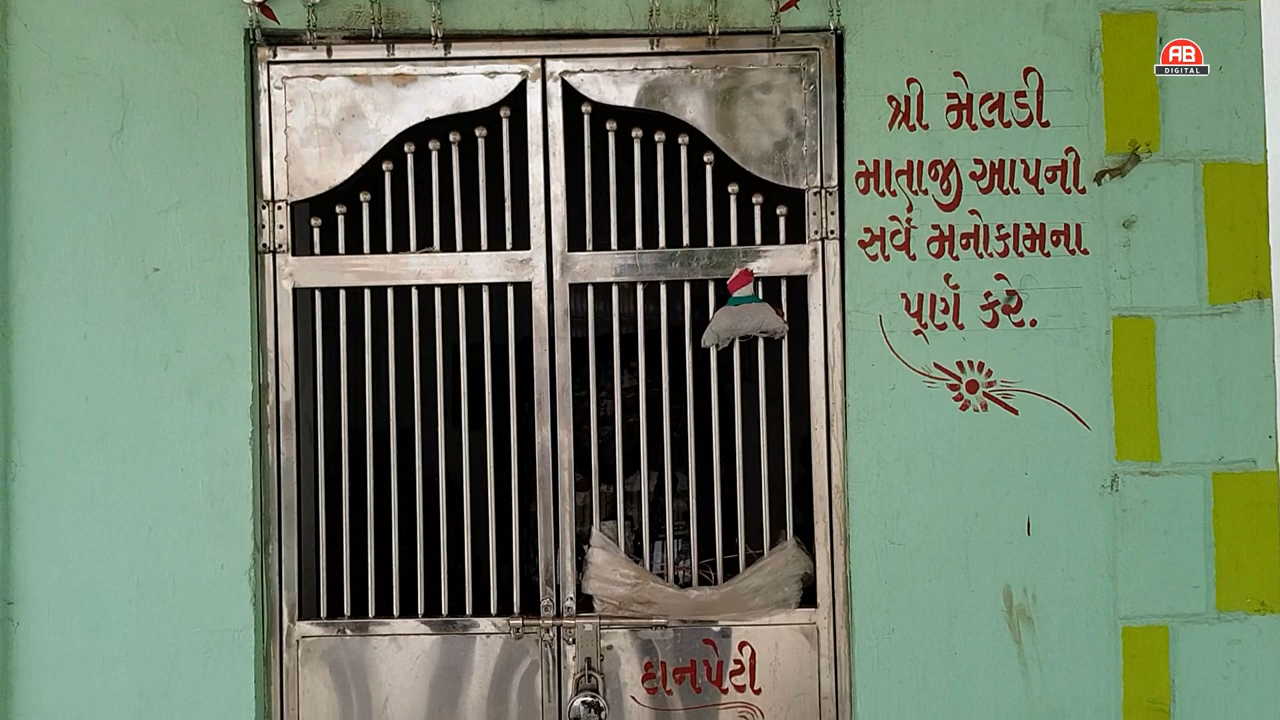 AB
DIGITAL
શ્રી મેલડી
માતાજી આપની
સર્વે મનોકામના
પૂર્ણ કરે.
દાનપેટી